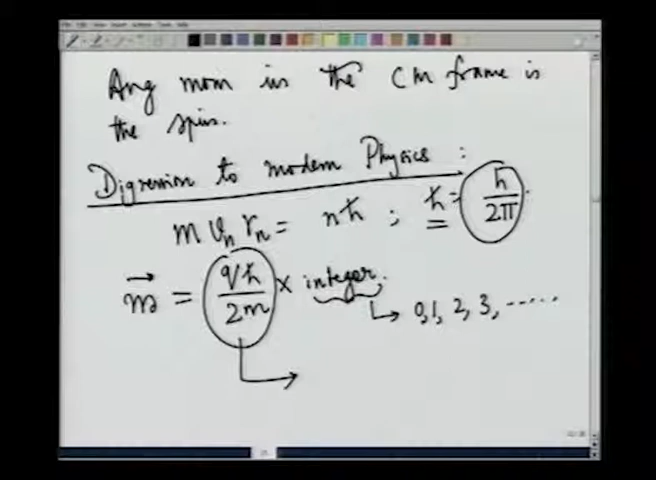 Ang mom in the CM frame is
the spin.
Digression to modern Physics :
m v_n r_n = nħ ; ħ = h/2π
m⃗ = qħ/2m × integer.
↳ 0, 1, 2, 3, .....